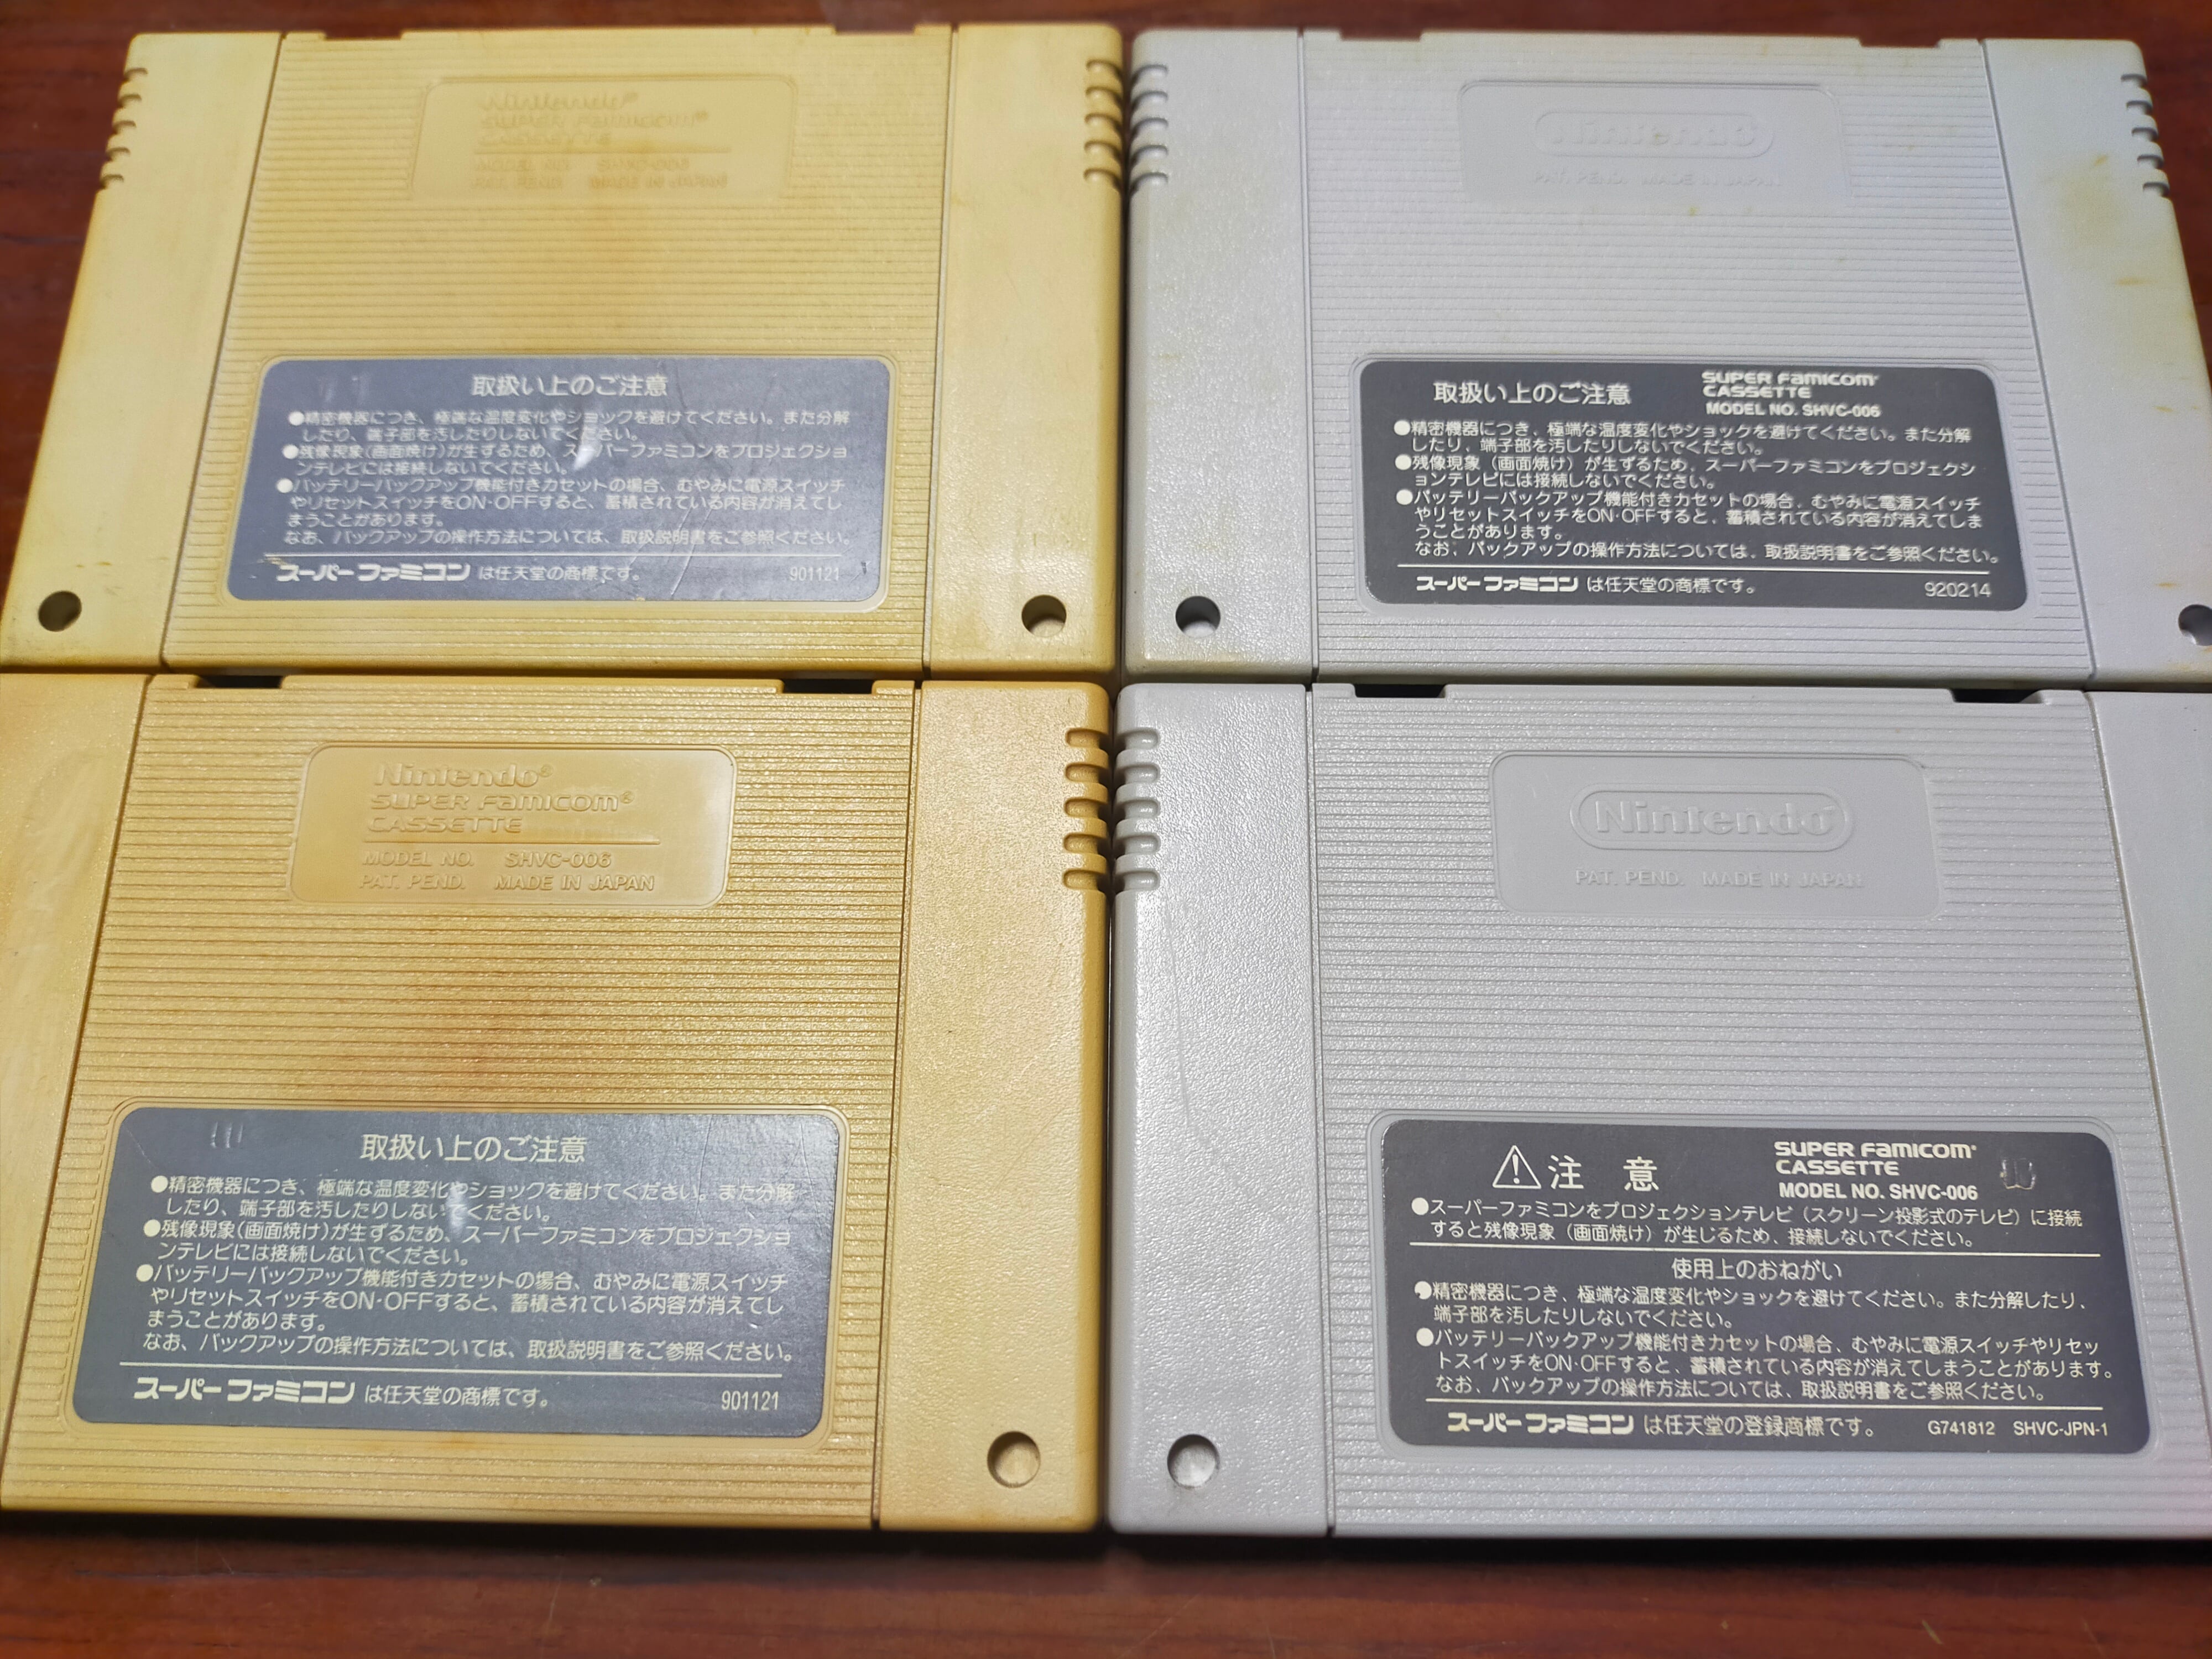 Nintendo®
SUPER FAMICOM®
CASSETTE
MODEL NO. SHVC-006
PAT. PEND. MADE IN JAPAN
取扱い上のご注意
●精密機器につき、極端な温度変化やショックを避けてください。また分解
したり、端子部を汚したりしないでください。
●残像現象(画面焼け)が生ずるため、スーパーファミコンをプロジェクショ
ンテレビには接続しないでください。
●バッテリーバックアップ機能付きカセットの場合、むやみに電源スイッチ
やリセットスイッチをON·OFFすると、蓄積されている内容が消えてし
まうことがあります。
なお、バックアップの操作方法については、取扱説明書をご参照ください。
スーパーファミコン は任天堂の商標です。 901121
Nintendo
PAT. PEND. MADE IN JAPAN
取扱い上のご注意
SUPER FAMICOM
CASSETTE
MODEL NO. SHVC-006
●精密機器につき、極端な温度変化やショックを避けてください。また分解
したり、端子部を汚したりしないでください。
●残像現象（画面焼け）が生ずるため、スーパーファミコンをプロジェクシ
ョンテレビには接続しないでください。
●バッテリーバックアップ機能付きカセットの場合、むやみに電源スイッチ
やリセットスイッチをON·OFFすると、蓄積されている内容が消えてしま
うことがあります。
なお、バックアップの操作方法については、取扱説明書をご参照ください。
スーパーファミコン は任天堂の商標です。 920214
Nintendo®
SUPER FAMICOM®
CASSETTE
MODEL NO. SHVC-006
PAT. PEND. MADE IN JAPAN
取扱い上のご注意
●精密機器につき、極端な温度変化やショックを避けてください。また分解
したり、端子部を汚したりしないでください。
●残像現象(画面焼け)が生ずるため、スーパーファミコンをプロジェクショ
ンテレビには接続しないでください。
●バッテリーバックアップ機能付きカセットの場合、むやみに電源スイッチ
やリセットスイッチをON·OFFすると、蓄積されている内容が消えてし
まうことがあります。
なお、バックアップの操作方法については、取扱説明書をご参照ください。
スーパーファミコン は任天堂の商標です。 901121
Nintendo
PAT. PEND. MADE IN JAPAN
⚠注 意
SUPER FAMICOM
CASSETTE
MODEL NO. SHVC-006
●スーパーファミコンをプロジェクションテレビ（スクリーン投影式のテレビ）に接続
すると残像現象（画面焼け）が生じるため、接続しないでください。
使用上のおねがい
●精密機器につき、極端な温度変化やショックを避けてください。また分解したり、
端子部を汚したりしないでください。
●バッテリーバックアップ機能付きカセットの場合、むやみに電源スイッチやリセッ
トスイッチをON·OFFすると、蓄積されている内容が消えてしまうことがあります。
なお、バックアップの操作方法については、取扱説明書をご参照ください。
スーパーファミコン は任天堂の登録商標です。 G741812 SHVC-JPN-1